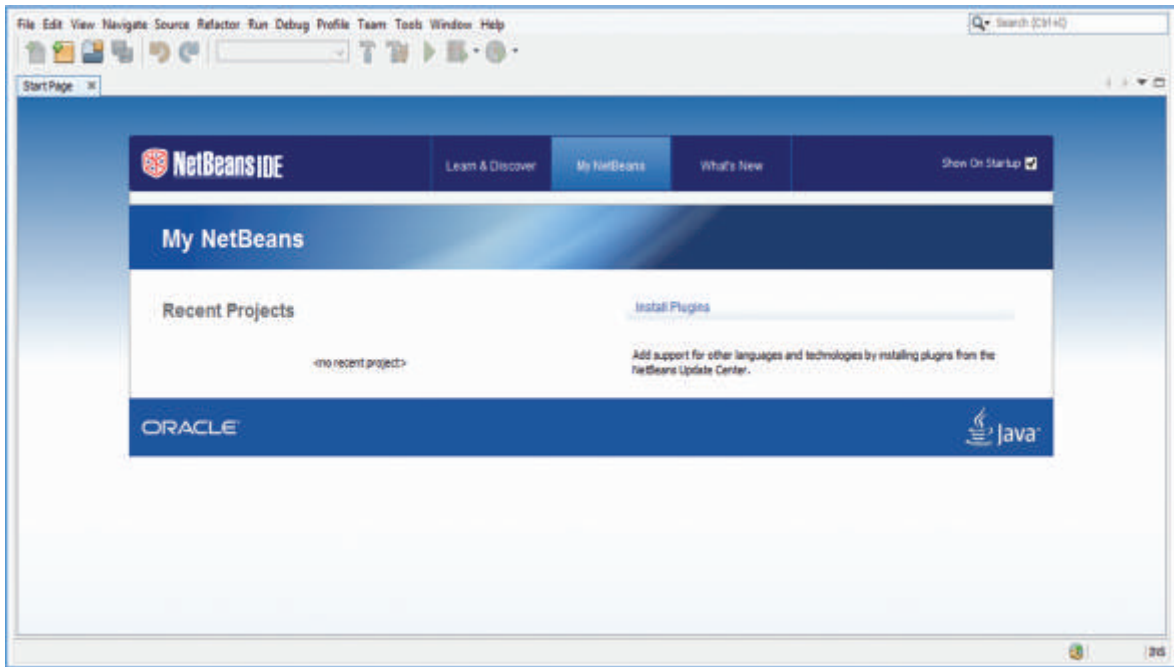 File Edit View Navigate Source Refactor Run Debug Profile Team Tools Window Help
Search (Ctrl+I)
Start Page
NetBeans IDE
Learn & Discover
My NetBeans
What's New
Show On Startup
My NetBeans
Recent Projects
<no recent project>
Install Plugins
Add support for other languages and technologies by installing plugins from the
NetBeans Update Center.
ORACLE
Java